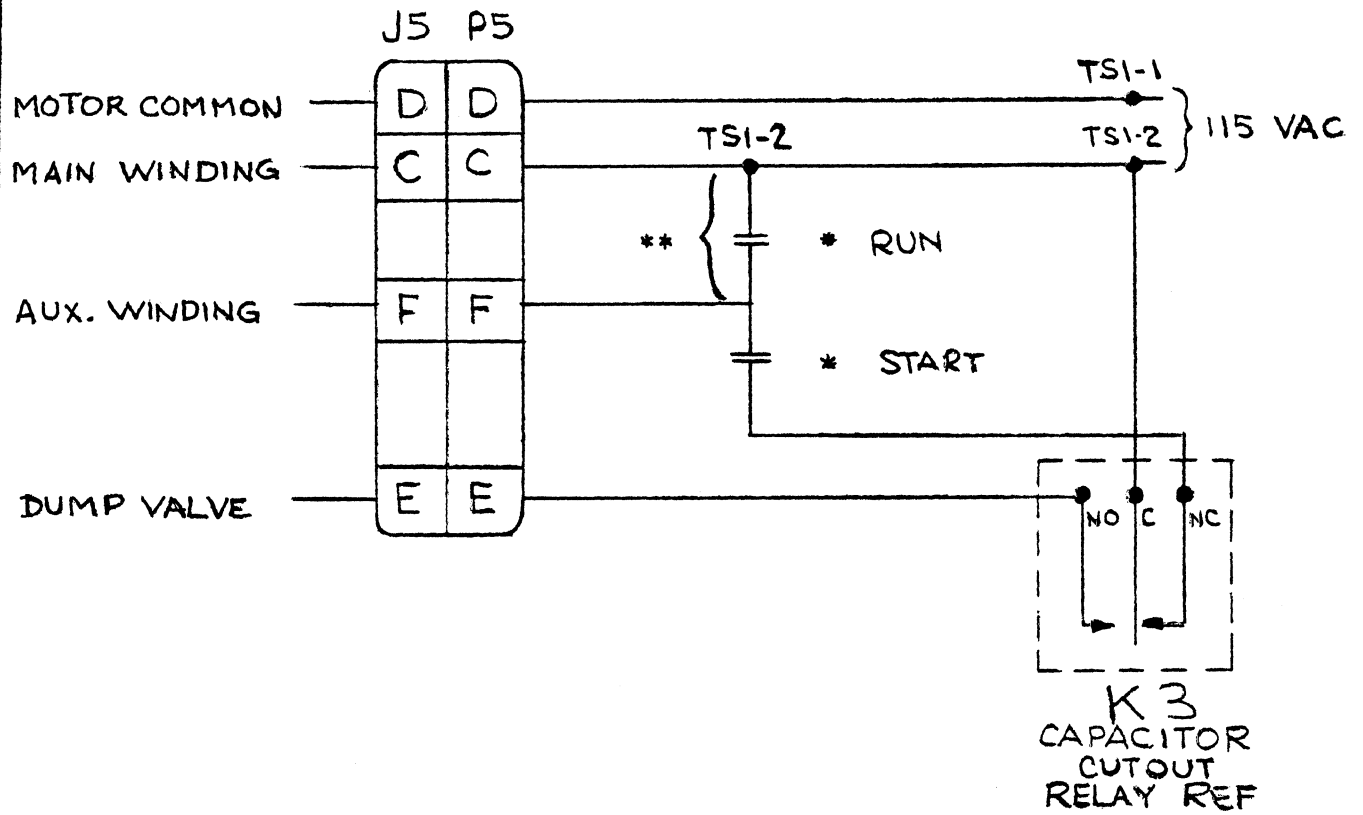 J5 P5
MOTOR COMMON D D TS1-1
115 VAC
MAIN WINDING C C TS1-2 TS1-2
** * RUN
AUX. WINDING F F
* START
DUMP VALVE E E
NO C NC
K3
CAPACITOR
CUTOUT
RELAY REF